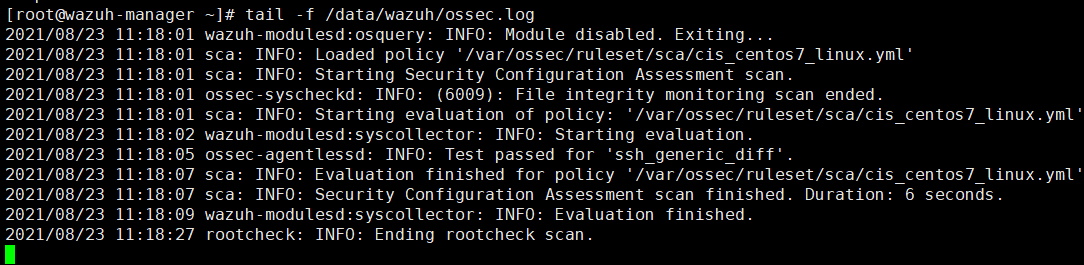 [root@wazuh-manager ~]# tail -f /data/wazuh/ossec.log
2021/08/23 11:18:01 wazuh-modulesd:osquery: INFO: Module disabled. Exiting...
2021/08/23 11:18:01 sca: INFO: Loaded policy '/var/ossec/ruleset/sca/cis_centos7_linux.yml'
2021/08/23 11:18:01 sca: INFO: Starting Security Configuration Assessment scan.
2021/08/23 11:18:01 ossec-syscheckd: INFO: (6009): File integrity monitoring scan ended.
2021/08/23 11:18:01 sca: INFO: Starting evaluation of policy: '/var/ossec/ruleset/sca/cis_centos7_linux.yml'
2021/08/23 11:18:02 wazuh-modulesd:syscollector: INFO: Starting evaluation.
2021/08/23 11:18:05 ossec-agentlessd: INFO: Test passed for 'ssh_generic_diff'.
2021/08/23 11:18:07 sca: INFO: Evaluation finished for policy '/var/ossec/ruleset/sca/cis_centos7_linux.yml'
2021/08/23 11:18:07 sca: INFO: Security Configuration Assessment scan finished. Duration: 6 seconds.
2021/08/23 11:18:09 wazuh-modulesd:syscollector: INFO: Evaluation finished.
2021/08/23 11:18:27 rootcheck: INFO: Ending rootcheck scan.